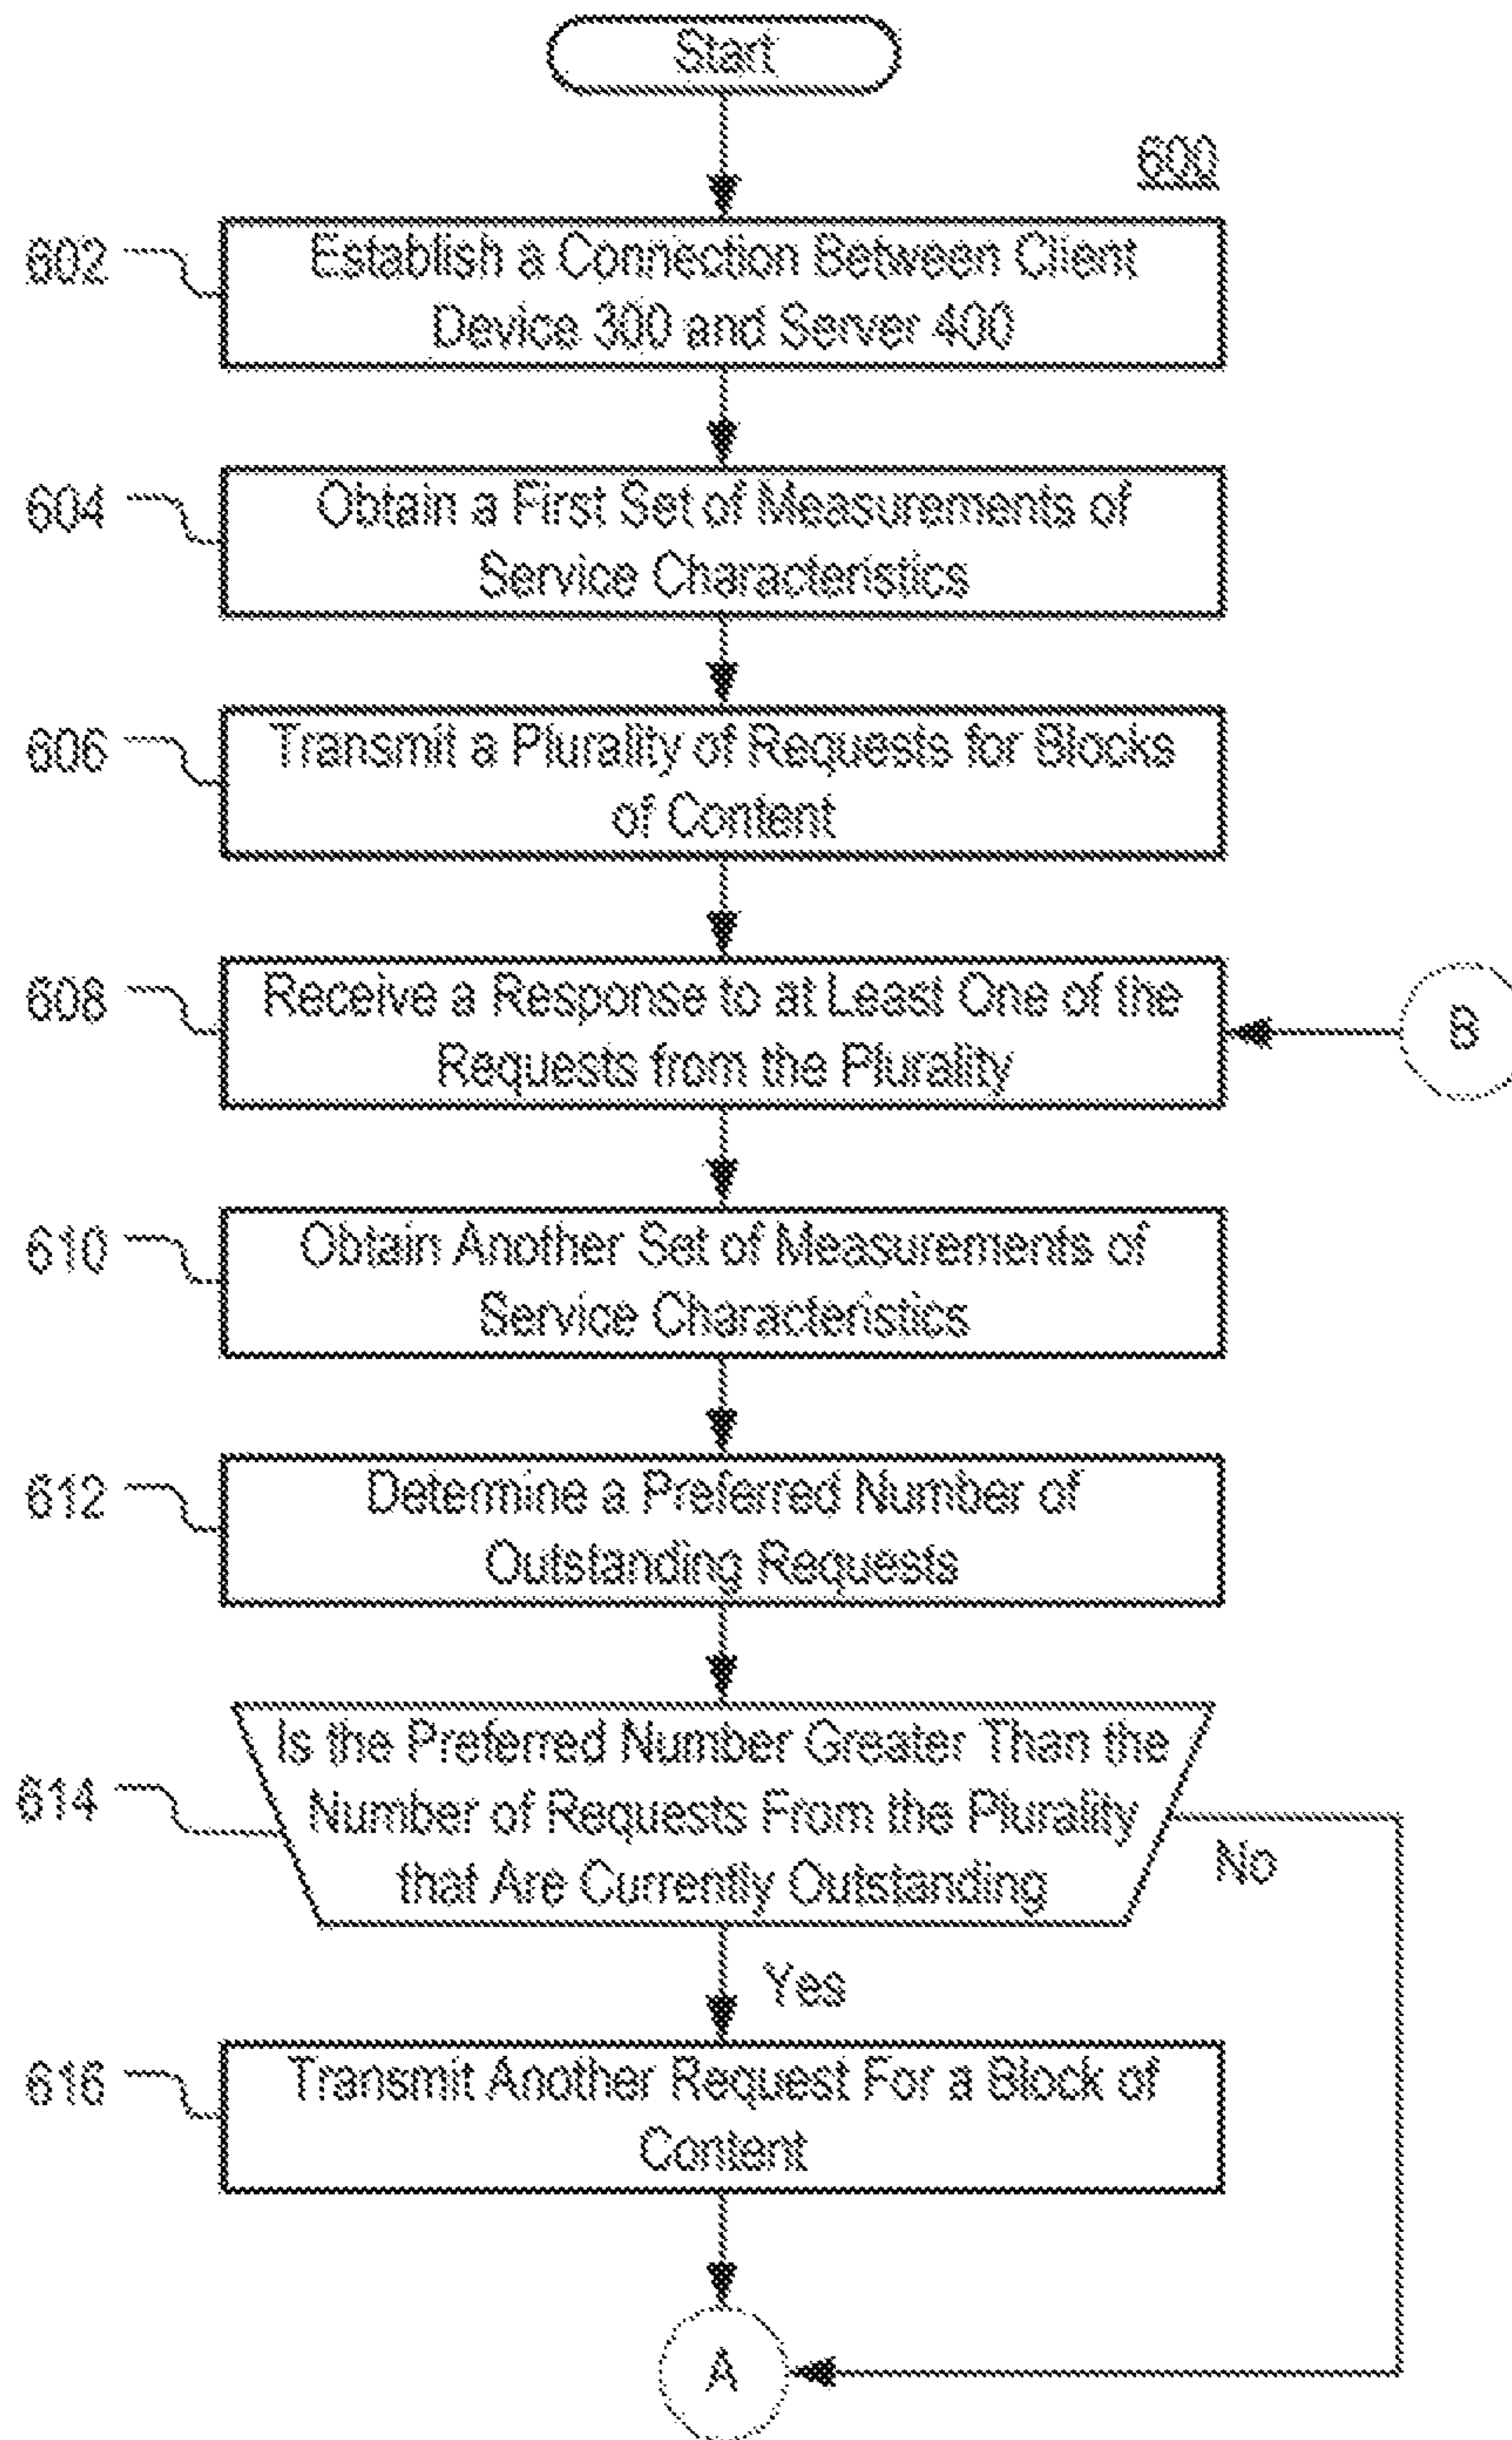 Start
600
602
Establish a Connection Between Client
Device 300 and Server 400
604
Obtain a First Set of Measurements of
Service Characteristics
606
Transmit a Plurality of Requests for Blocks
of Content
608
Receive a Response to at Least One of the
Requests from the Plurality
B
610
Obtain Another Set of Measurements of
Service Characteristics
612
Determine a Preferred Number of
Outstanding Requests
614
Is the Preferred Number Greater Than the
Number of Requests From the Plurality
that Are Currently Outstanding
No
Yes
616
Transmit Another Request For a Block of
Content
A